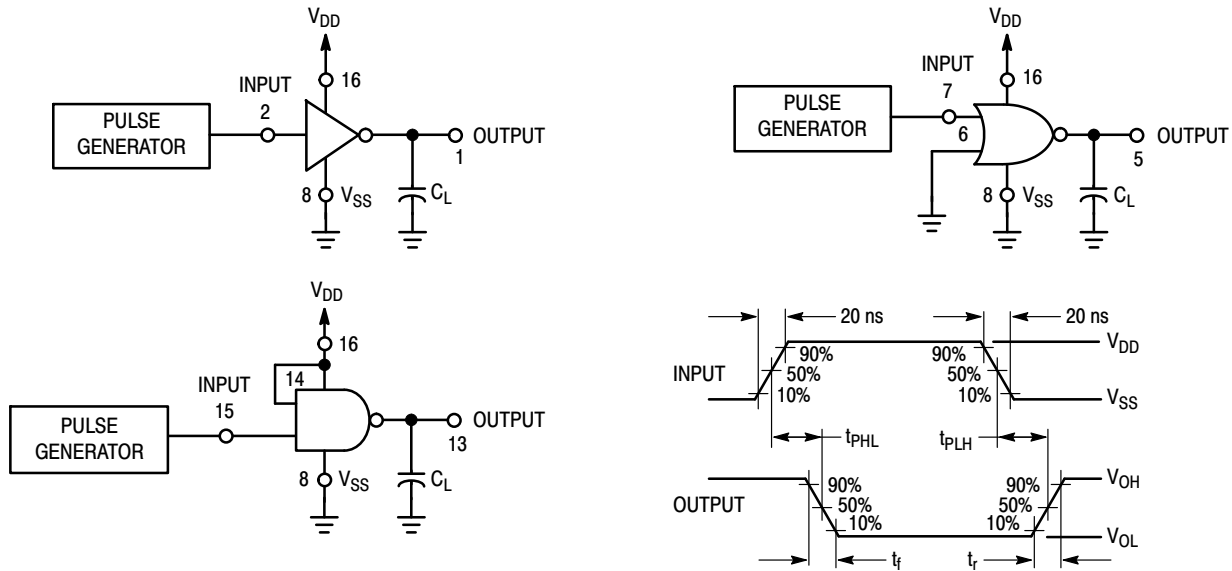 VDD
16
INPUT
2
PULSE
GENERATOR
OUTPUT
1
8
VSS
CL
VDD
16
INPUT
7
PULSE
GENERATOR
6
OUTPUT
5
8
VSS
CL
VDD
16
14
INPUT
15
PULSE
GENERATOR
OUTPUT
13
8
VSS
CL
20 ns
20 ns
INPUT
90%
50%
10%
90%
50%
10%
VDD
VSS
tPHL
tPLH
OUTPUT
90%
50%
10%
90%
50%
10%
VOH
VOL
tf
tr